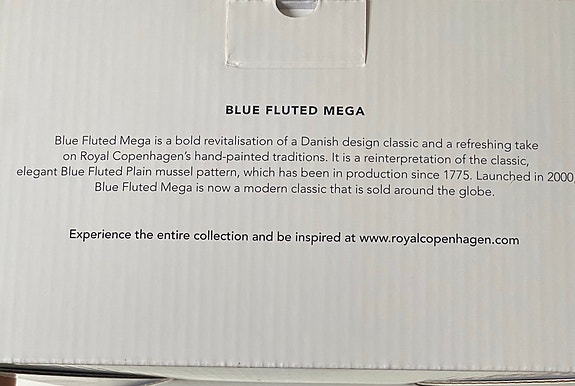 BLUE FLUTED MEGA
Blue Fluted Mega is a bold revitalisation of a Danish design classic and a refreshing take
on Royal Copenhagen's hand-painted traditions. It is a reinterpretation of the classic,
elegant Blue Fluted Plain mussel pattern, which has been in production since 1775. Launched in 2000,
Blue Fluted Mega is now a modern classic that is sold around the globe.
Experience the entire collection and be inspired at www.royalcopenhagen.com